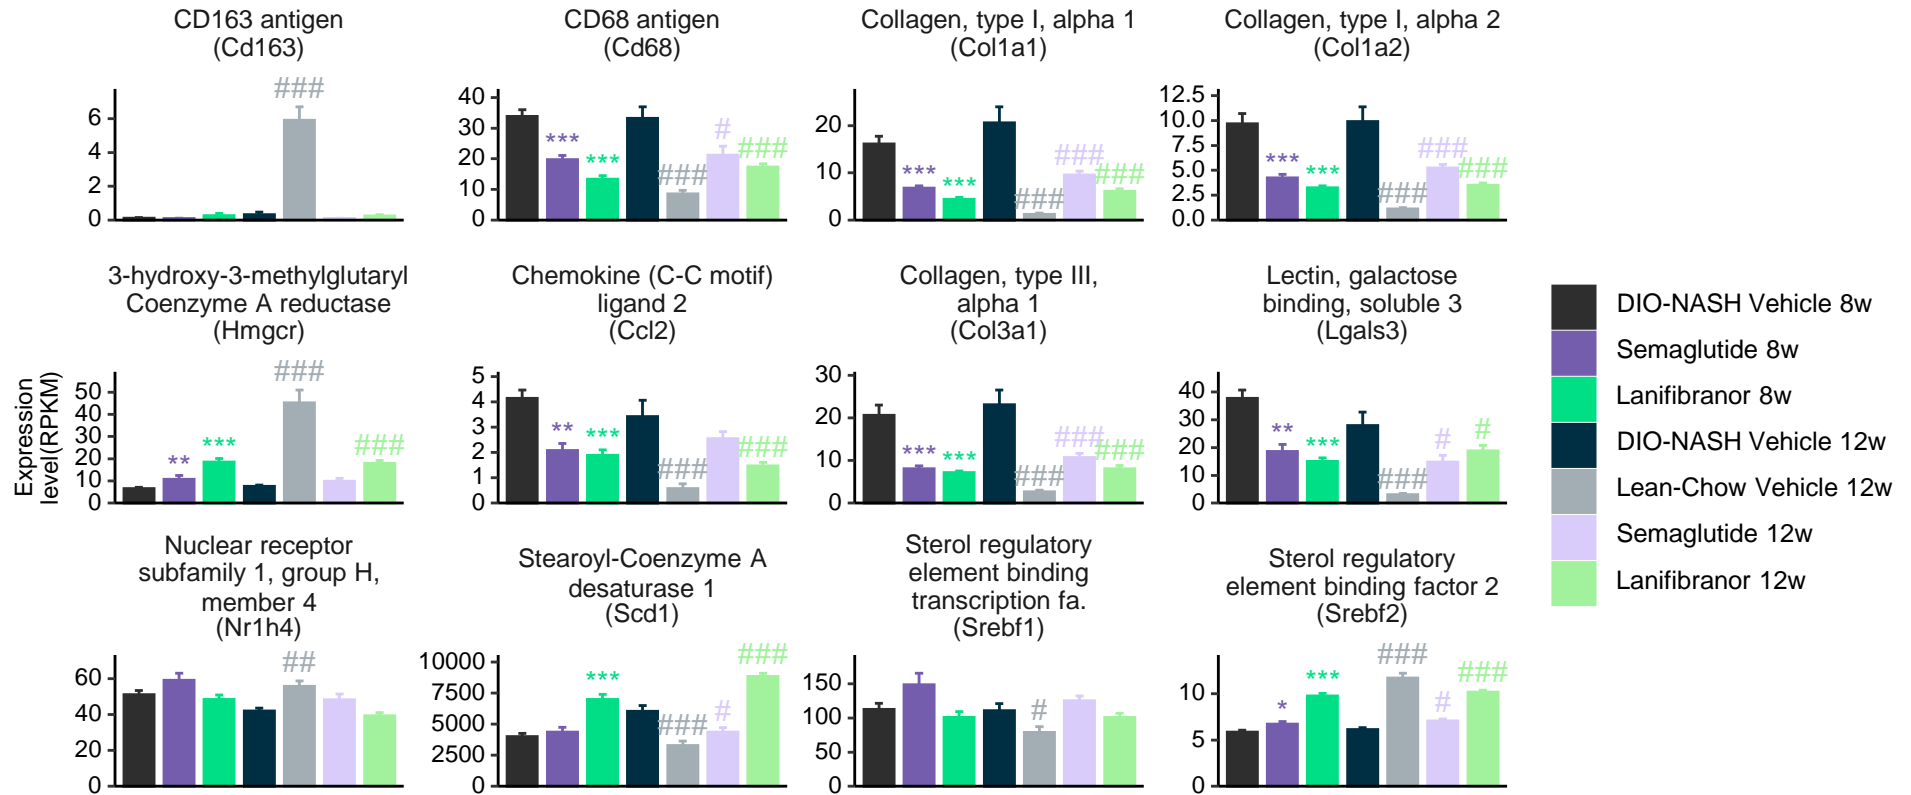 CD163 antigen
(Cd163)
###
6
4
2
0
CD68 antigen
(Cd68)
40
30
20
10
0
***
***
###
#
###
Collagen, type I, alpha 1
(Col1a1)
20
10
0
***
***
###
###
###
Collagen, type I, alpha 2
(Col1a2)
12.5
10.0
7.5
5.0
2.5
0.0
***
***
###
###
###
Expression
level(RPKM)
3-hydroxy-3-methylglutaryl
Coenzyme A reductase
(Hmgcr)
50
40
30
20
10
0
**
***
###
###
Chemokine (C-C motif)
ligand 2
(Ccl2)
5
4
3
2
1
0
**
***
###
###
Collagen, type III,
alpha 1
(Col3a1)
30
20
10
0
***
***
###
###
###
Lectin, galactose
binding, soluble 3
(Lgals3)
40
30
20
10
0
**
***
###
#
#
Nuclear receptor
subfamily 1, group H,
member 4
(Nr1h4)
60
40
20
0
##
Stearoyl-Coenzyme A
desaturase 1
(Scd1)
10000
7500
5000
2500
0
***
###
#
###
Sterol regulatory
element binding
transcription fa.
(Srebf1)
150
100
50
0
#
Sterol regulatory
element binding factor 2
(Srebf2)
10
5
0
*
***
###
#
###
DIO-NASH Vehicle 8w
Semaglutide 8w
Lanifibranor 8w
DIO-NASH Vehicle 12w
Lean-Chow Vehicle 12w
Semaglutide 12w
Lanifibranor 12w